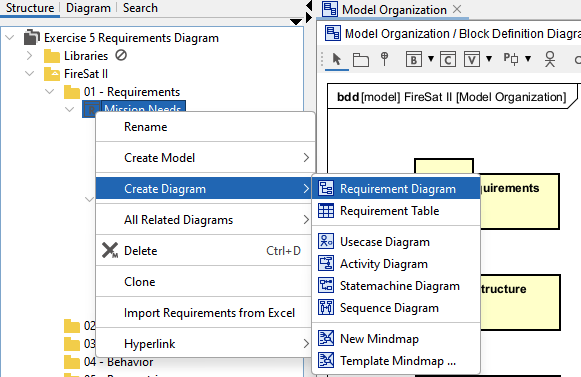 Structure Diagram Search
Exercise 5 Requirements Diagram
Libraries
FireSat II
01 - Requirements
Mission Needs
Rename
Create Model
Create Diagram
All Related Diagrams
Delete Ctrl+D
Clone
Import Requirements from Excel
Hyperlink
02
03
04 - Behavior
Model Organization
Model Organization / Block Definition Diagra
B C V P
bdd [model] FireSat II [Model Organization]
quirements
tructure
Requirement Diagram
Requirement Table
Usecase Diagram
Activity Diagram
Statemachine Diagram
Sequence Diagram
New Mindmap
Template Mindmap ...